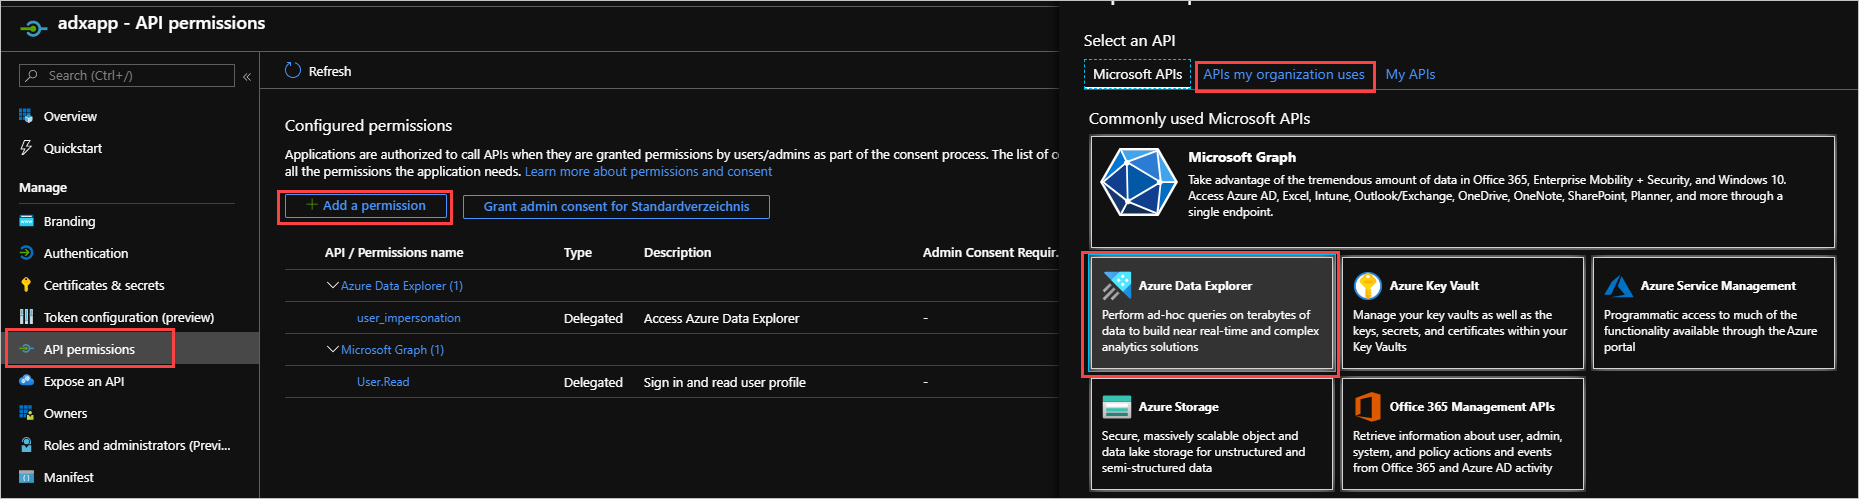 adxapp - API permissions
Search (Ctrl+/)
«
Overview
Quickstart
Manage
Branding
Authentication
Certificates & secrets
Token configuration (preview)
API permissions
Expose an API
Owners
Roles and administrators (Previ...
Manifest
Refresh
Configured permissions
Applications are authorized to call APIs when they are granted permissions by users/admins as part of the consent process. The list of c
all the permissions the application needs. Learn more about permissions and consent
+ Add a permission
Grant admin consent for Standardverzeichnis
API / Permissions name Type Description Admin Consent Requir.
Azure Data Explorer (1)
user_impersonation Delegated Access Azure Data Explorer -
Microsoft Graph (1)
User.Read Delegated Sign in and read user profile -
Select an API
Microsoft APIs APIs my organization uses My APIs
Commonly used Microsoft APIs
Microsoft Graph
Take advantage of the tremendous amount of data in Office 365, Enterprise Mobility + Security, and Windows 10.
Access Azure AD, Excel, Intune, Outlook/Exchange, OneDrive, OneNote, SharePoint, Planner, and more through a
single endpoint.
Azure Data Explorer
Perform ad-hoc queries on terabytes of
data to build near real-time and complex
analytics solutions
Azure Key Vault
Manage your key vaults as well as the
keys, secrets, and certificates within your
Key Vaults
Azure Service Management
Programmatic access to much of the
functionality available through the Azure
portal
Azure Storage
Secure, massively scalable object and
data lake storage for unstructured and
semi-structured data
Office 365 Management APIs
Retrieve information about user, admin,
system, and policy actions and events
from Office 365 and Azure AD activity